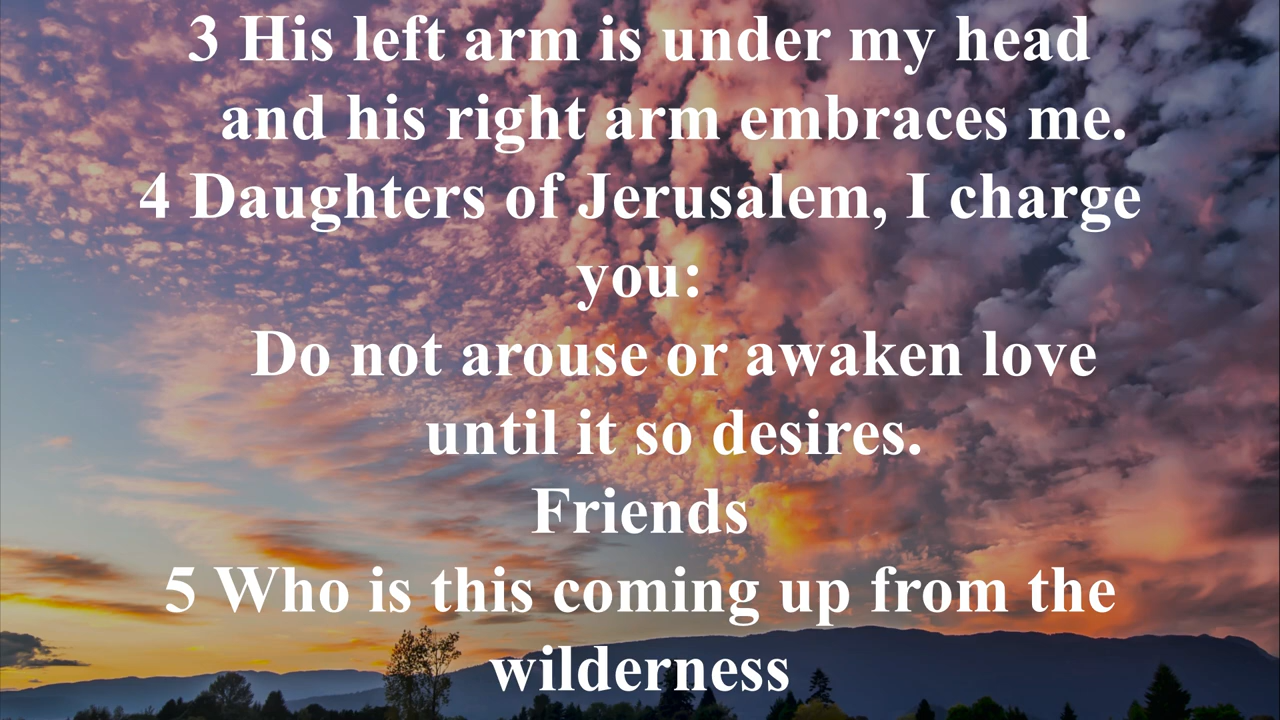 3 His left arm is under my head
and his right arm embraces me.
4 Daughters of Jerusalem, I charge
you:
Do not arouse or awaken love
until it so desires.
Friends
5 Who is this coming up from the
wilderness